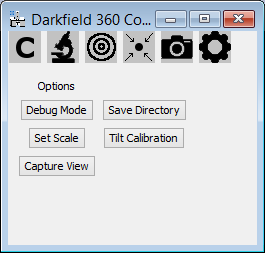 Darkfield 360 Co...
C
Options
Debug Mode Save Directory
Set Scale Tilt Calibration
Capture View